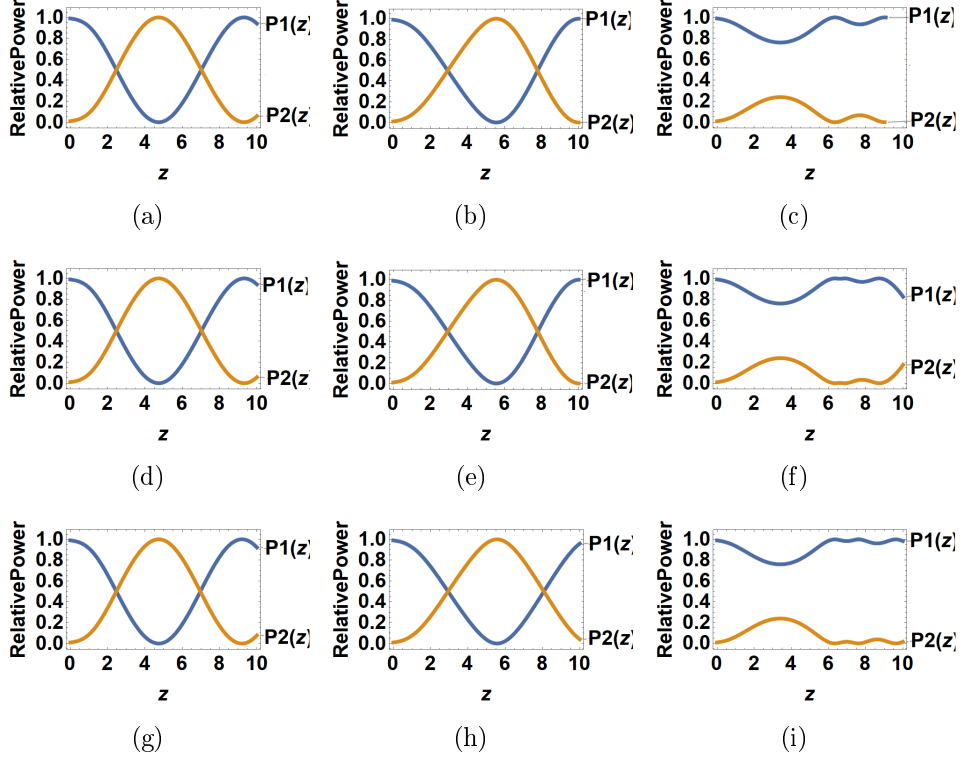 RelativePower
1.0
0.8
0.6
0.4
0.2
0.0
P1(z)
P2(z)
0 2 4 6 8 10
z
(a)
RelativePower
1.0
0.8
0.6
0.4
0.2
0.0
P1(z)
P2(z)
0 2 4 6 8 10
z
(b)
RelativePower
1.0
0.8
0.6
0.4
0.2
0.0
P1(z)
P2(z)
0 2 4 6 8 10
z
(c)
RelativePower
1.0
0.8
0.6
0.4
0.2
0.0
P1(z)
P2(z)
0 2 4 6 8 10
z
(d)
RelativePower
1.0
0.8
0.6
0.4
0.2
0.0
P1(z)
P2(z)
0 2 4 6 8 10
z
(e)
RelativePower
1.0
0.8
0.6
0.4
0.2
0.0
P1(z)
P2(z)
0 2 4 6 8 10
z
(f)
RelativePower
1.0
0.8
0.6
0.4
0.2
0.0
P1(z)
P2(z)
0 2 4 6 8 10
z
(g)
RelativePower
1.0
0.8
0.6
0.4
0.2
0.0
P1(z)
P2(z)
0 2 4 6 8 10
z
(h)
RelativePower
1.0
0.8
0.6
0.4
0.2
0.0
P1(z)
P2(z)
0 2 4 6 8 10
z
(i)